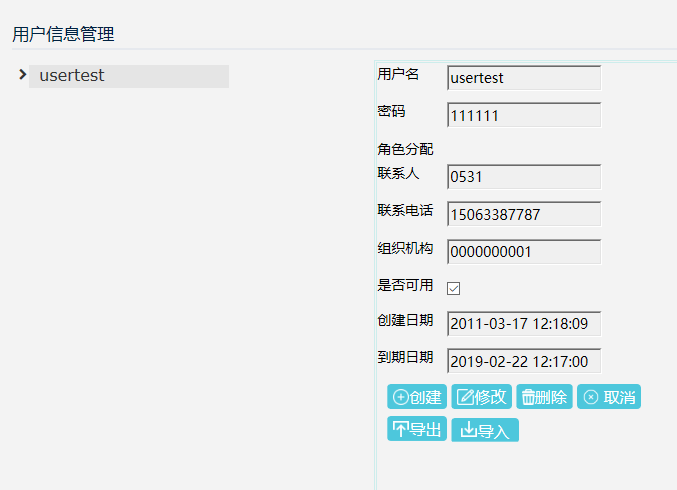 用户信息管理
usertest
用户名 usertest
密码 111111
角色分配
联系人 0531
联系电话 15063387787
组织机构 0000000001
是否可用
创建日期 2011-03-17 12:18:09
到期日期 2019-02-22 12:17:00
创建 修改 删除 取消
导出 导入